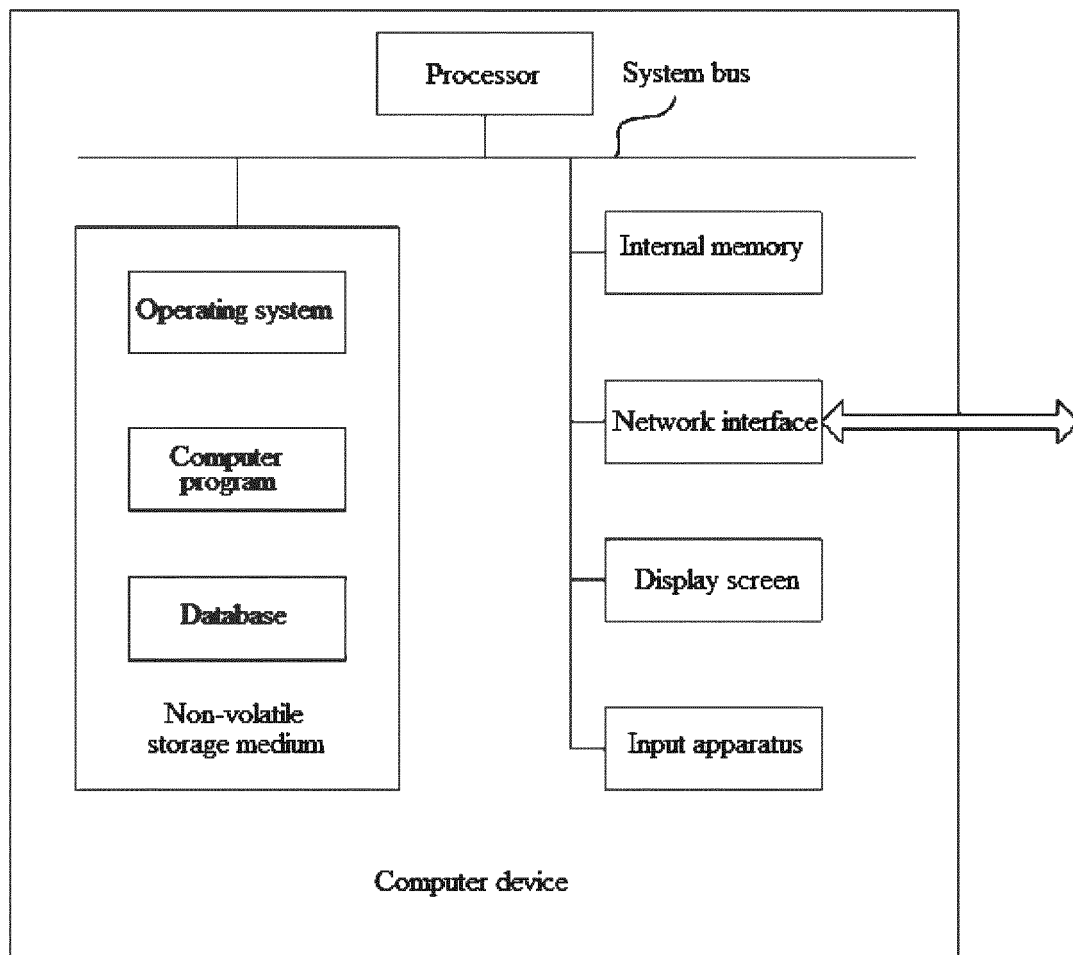 Processor
System bus
Operating system
Computer
program
Database
Non-volatile
storage medium
Internal memory
Network interface
Display screen
Input apparatus
Computer device